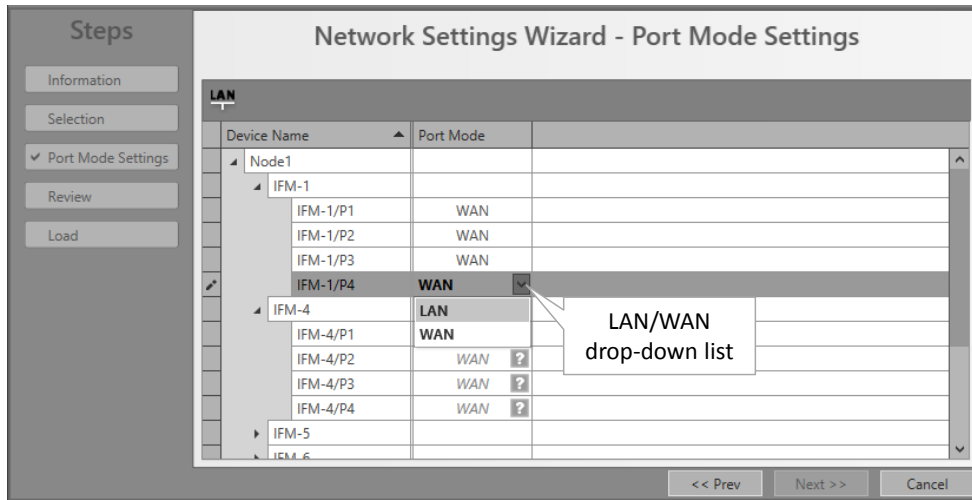 Steps
Network Settings Wizard - Port Mode Settings
Information
Selection
Port Mode Settings
Review
Load
LAN
Device Name Port Mode
Node1
IFM-1
IFM-1/P1 WAN
IFM-1/P2 WAN
IFM-1/P3 WAN
IFM-1/P4 WAN
IFM-4 LAN
IFM-4/P1 WAN
IFM-4/P2 WAN ?
IFM-4/P3 WAN ?
IFM-4/P4 WAN ?
IFM-5
IFM-6
LAN/WAN
drop-down list
<< Prev Next >> Cancel